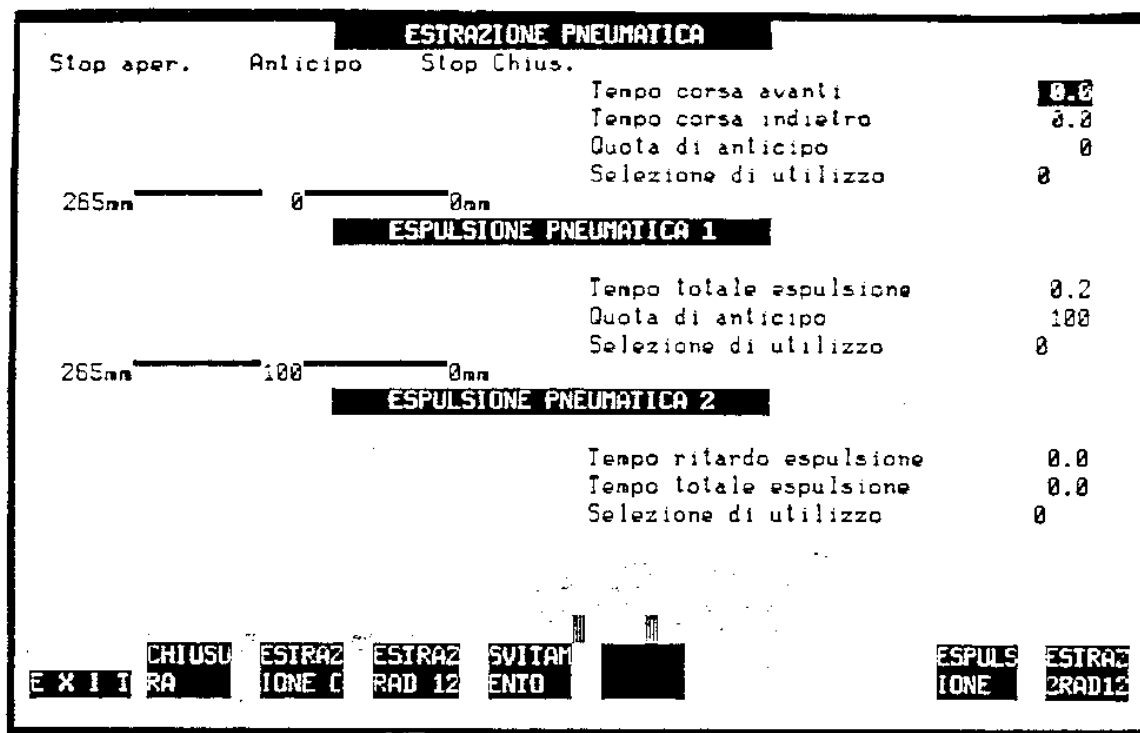 ESTRAZIONE PNEUMATICA
Stop aper. Anticipo Stop Chius.
Tempo corsa avanti 0.0
Tempo corsa indietro 0.0
Quota di anticipo 0
Selezione di utilizzo 0
265mm 0 0mm
ESPULSIONE PNEUMATICA 1
Tempo totale espulsione 0.2
Quota di anticipo 100
Selezione di utilizzo 0
265mm 100 0mm
ESPULSIONE PNEUMATICA 2
Tempo ritardo espulsione 0.0
Tempo totale espulsione 0.0
Selezione di utilizzo 0
CHIUSU ESTRAZ ESTRAZ SVITAM ESPULS ESTRAZ
E X I T RA IONE C RAD 12 ENTO IONE 2RAD12